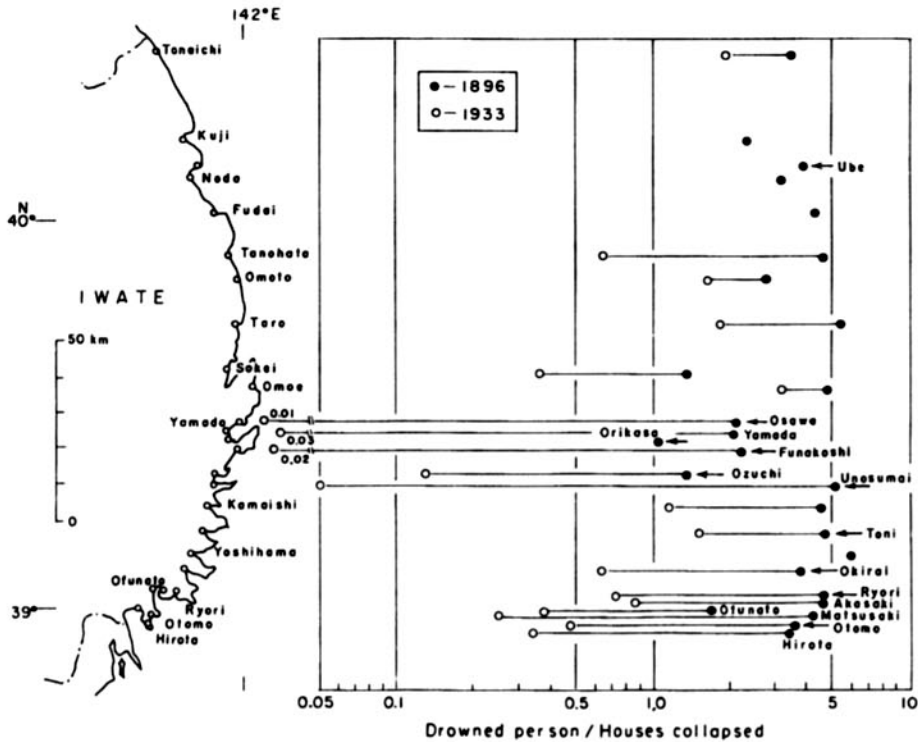 142°E
Tanaichi
Kuji
Noda
N
40°
Fudai
Tanohata
Omoto
IWATE
50 km
Taro
Sokei
Omoe
Yamada
0
Kamaishi
Yoshihama
Ofunato
Ryori
39°
Otomo
Hirota
●-1896
○-1933
Ube
0.01
Osawa
Orikasa
Yamada
0.03
Funakoshi
0.02
Ozuchi
Unosumai
Toni
Okirai
Ryori
Akasaki
Ofunato
Matsusaki
Otomo
Hirota
0.05 0.1 0.5 1.0 5 10
Drowned person / Houses collapsed